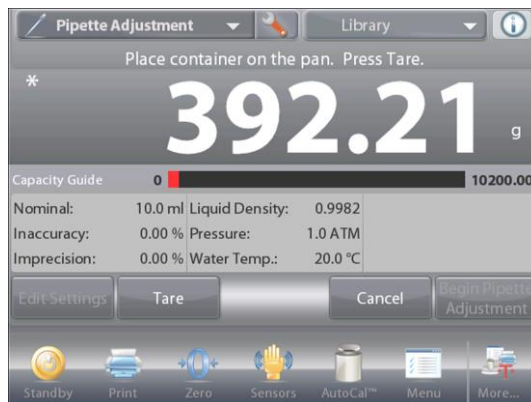 Pipette Adjustment
Library
Place container on the pan. Press Tare.
*
392.21
g
Capacity Guide 0 10200.00
Nominal: 10.0 ml Liquid Density: 0.9982
Inaccuracy: 0.00 % Pressure: 1.0 ATM
Imprecision: 0.00 % Water Temp.: 20.0 °C
Edit Settings Tare Cancel Begin Pipette
Adjustment
Standby Print Zero Sensors AutoCal™ Menu More...